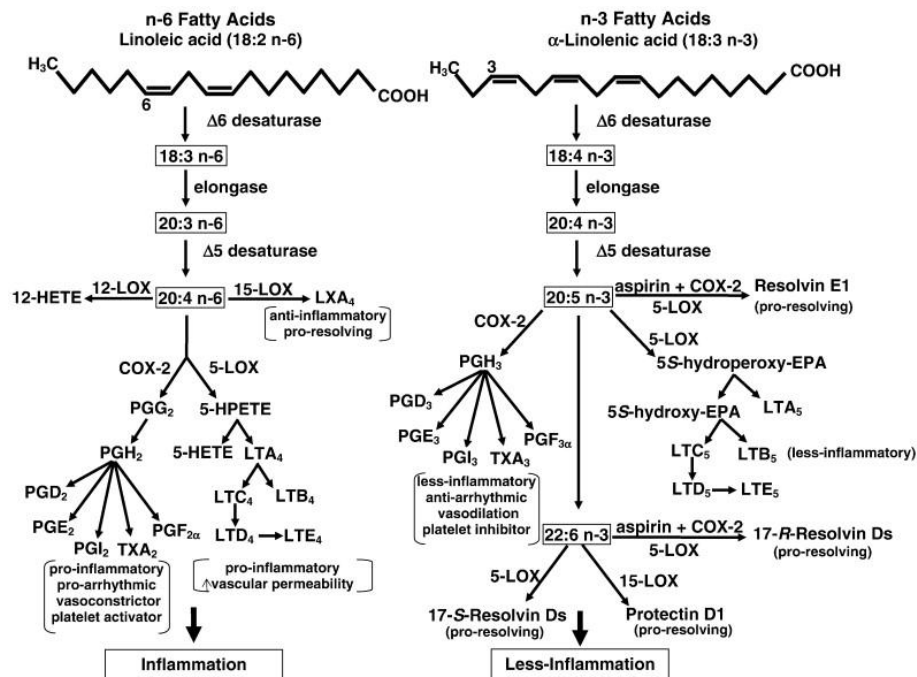 n-6 Fatty Acids
Linoleic acid (18:2 n-6)
H₃C
6
COOH
Δ6 desaturase
18:3 n-6
elongase
20:3 n-6
Δ5 desaturase
12-HETE
12-LOX
20:4 n-6
15-LOX
LXA₄
anti-inflammatory
pro-resolving
COX-2
5-LOX
PGG₂
5-HPETE
5-HETE
LTA₄
PGH₂
LTC₄
LTB₄
PGD₂
PGE₂
PGI₂
TXA₂
PGF₂α
LTD₄
LTE₄
pro-inflammatory
pro-arrhythmic
vasoconstrictor
platelet activator
pro-inflammatory
↑vascular permeability
Inflammation
n-3 Fatty Acids
α-Linolenic acid (18:3 n-3)
H₃C
3
COOH
Δ6 desaturase
18:4 n-3
elongase
20:4 n-3
Δ5 desaturase
20:5 n-3
aspirin + COX-2
5-LOX
Resolvin E1
(pro-resolving)
COX-2
5-LOX
PGH₃
5S-hydroperoxy-EPA
PGD₃
PGE₃
PGI₃
TXA₃
PGF₃α
5S-hydroxy-EPA
LTA₅
LTC₅
LTB₅ (less-inflammatory)
LTD₅
LTE₅
less-inflammatory
anti-arrhythmic
vasodilation
platelet inhibitor
22:6 n-3
aspirin + COX-2
5-LOX
17-R-Resolvin Ds
(pro-resolving)
5-LOX
15-LOX
17-S-Resolvin Ds
(pro-resolving)
Protectin D1
(pro-resolving)
Less-Inflammation